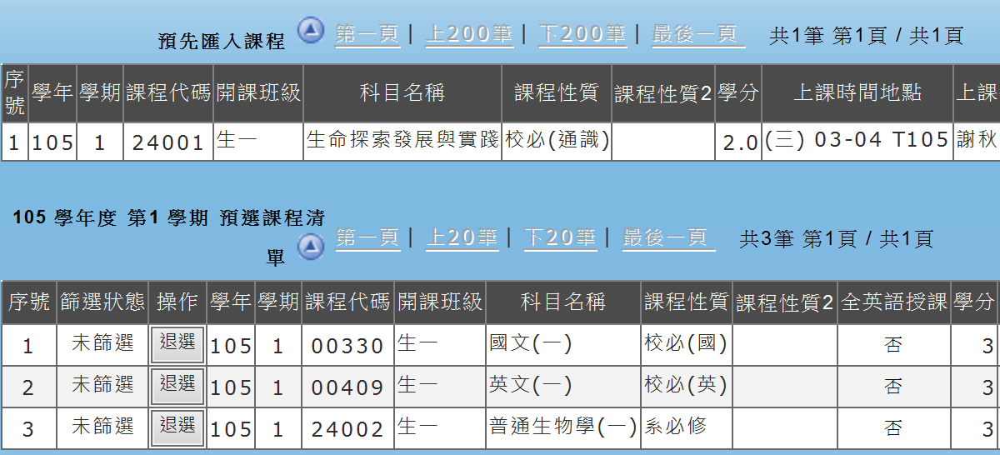 預先匯入課程 第一頁 | 上200筆 | 下200筆 | 最後一頁 共1筆 第1頁 / 共1頁
序號 學年 學期 課程代碼 開課班級 科目名稱 課程性質 課程性質2 學分 上課時間地點 上課
1 105 1 24001 生一 生命探索發展與實踐 校必(通識) 2.0 (三) 03-04 T105 謝秋
105 學年度 第1 學期 預選課程清
單 第一頁 | 上20筆 | 下20筆 | 最後一頁 共3筆 第1頁 / 共1頁
序號 篩選狀態 操作 學年 學期 課程代碼 開課班級 科目名稱 課程性質 課程性質2 全英語授課 學分
1 未篩選 退選 105 1 00330 生一 國文(一) 校必(國) 否 3
2 未篩選 退選 105 1 00409 生一 英文(一) 校必(英) 否 3
3 未篩選 退選 105 1 24002 生一 普通生物學(一) 系必修 否 3